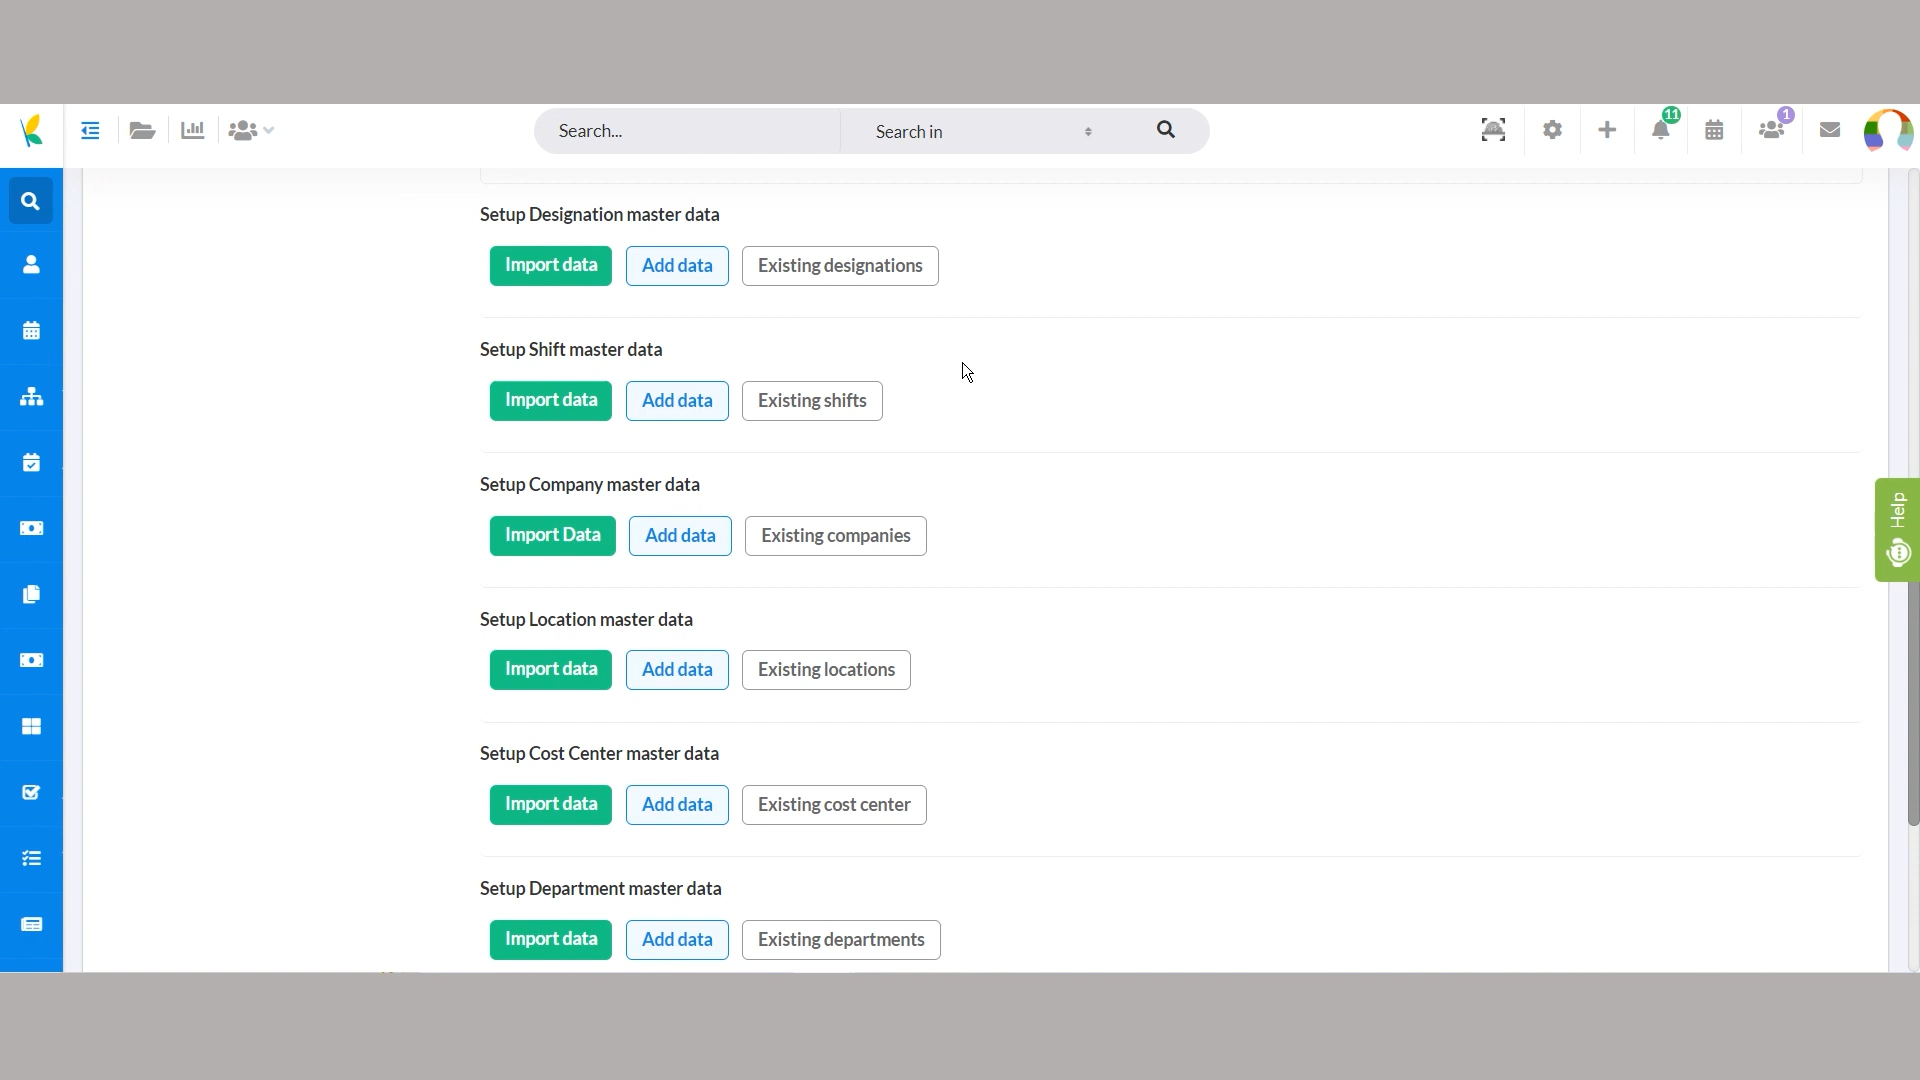 Search...
Search in
11
1
Setup Designation master data
Import data Add data Existing designations
Setup Shift master data
Import data Add data Existing shifts
Setup Company master data
Import Data Add data Existing companies
Help
Setup Location master data
Import data Add data Existing locations
Setup Cost Center master data
Import data Add data Existing cost center
Setup Department master data
Import data Add data Existing departments